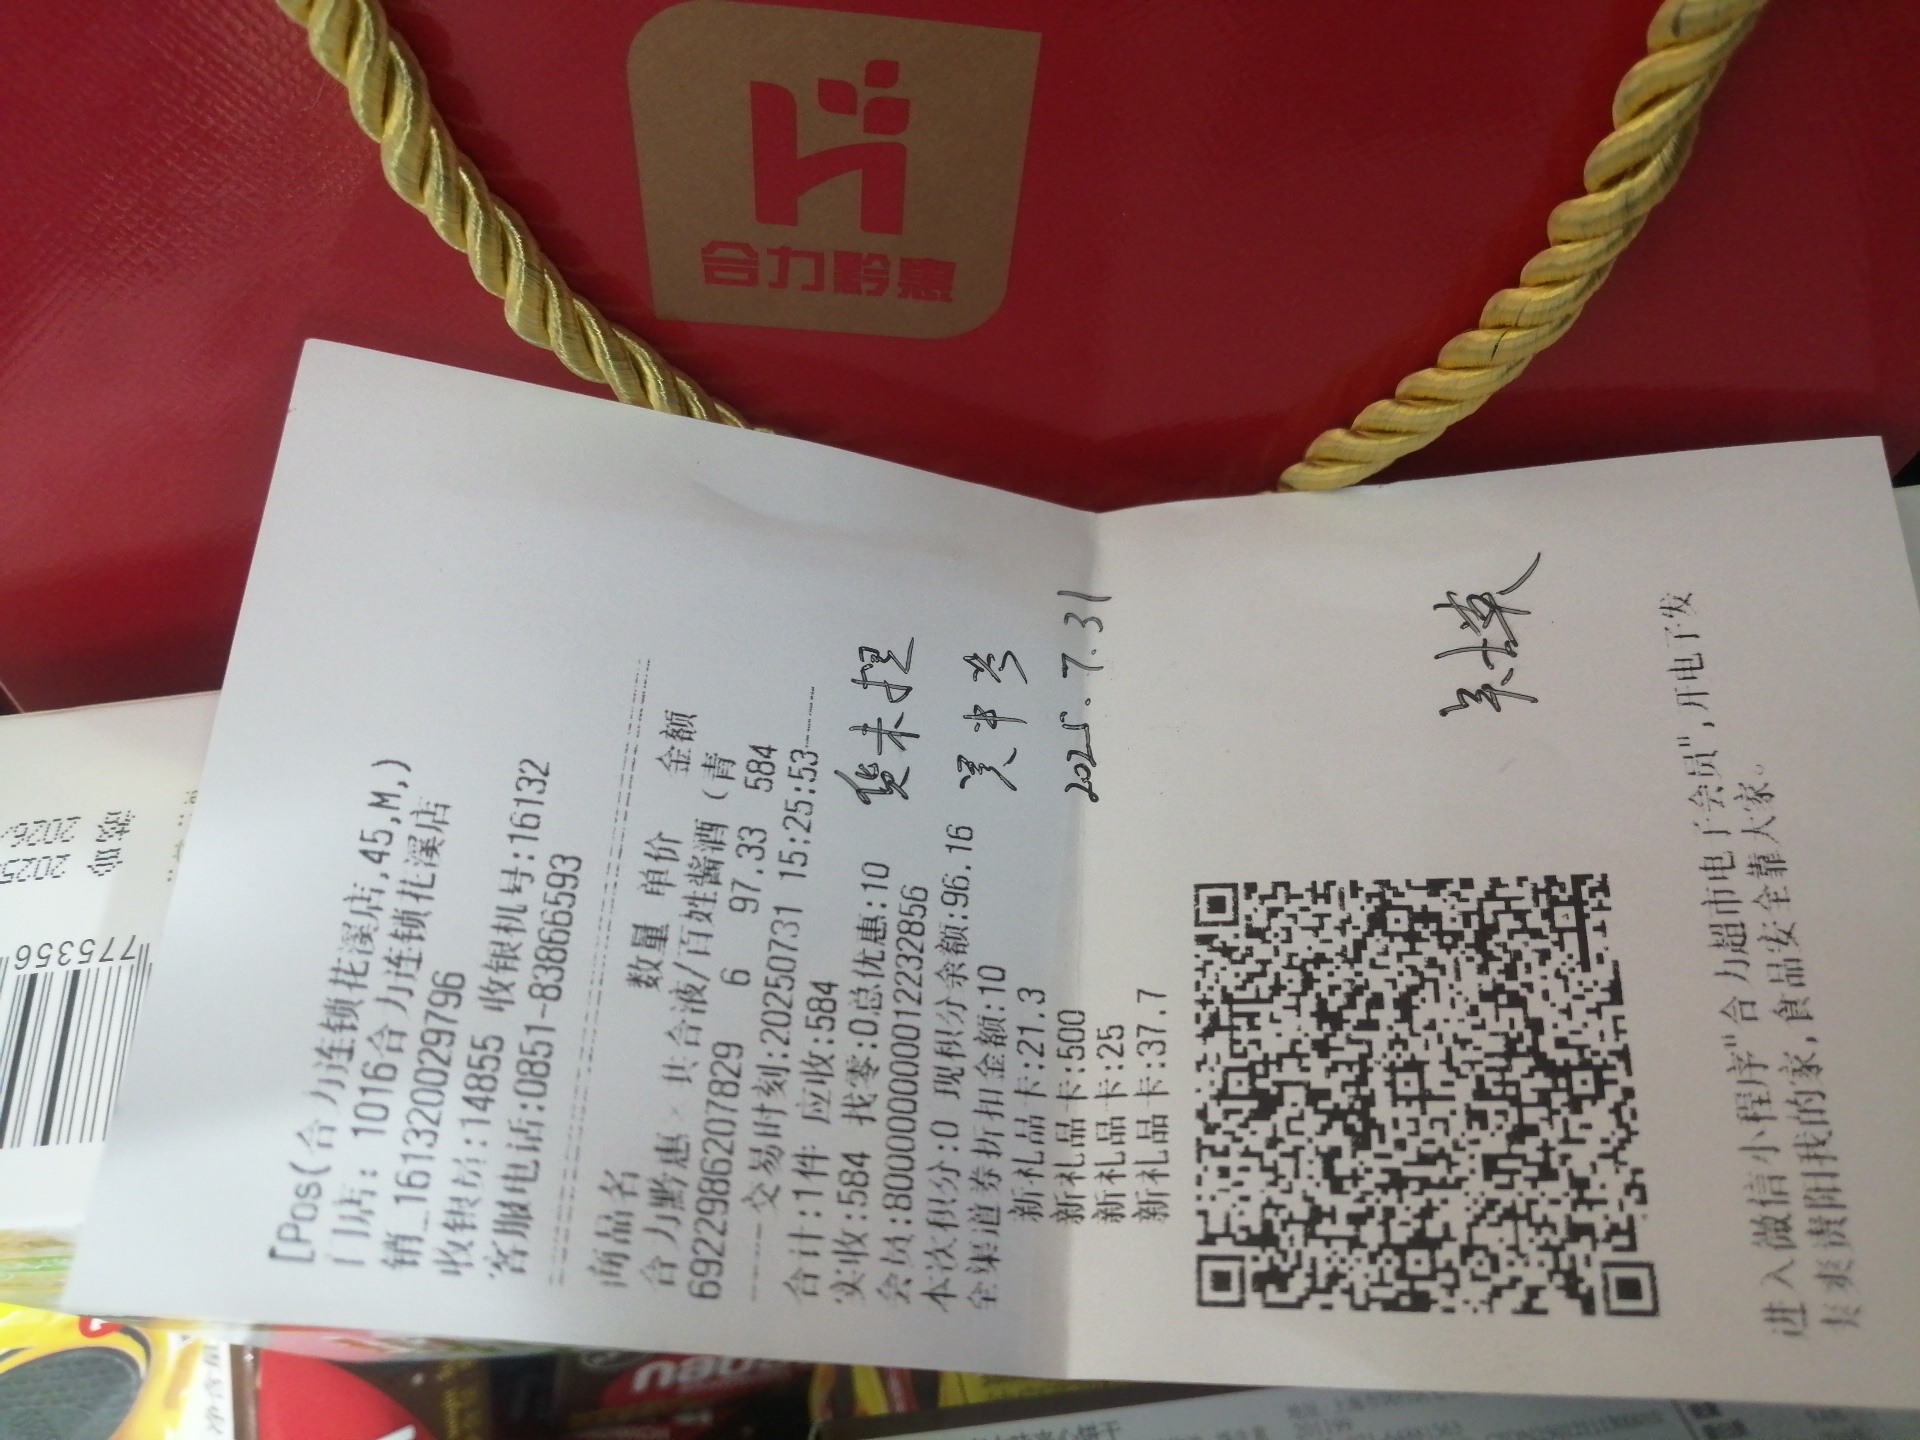 合力黔惠
[Pos(合力连锁花溪店,45,M,)
门店: 1016合力连锁花溪店
销_1613200029796
收银员:14855 收银机号:16132
客服电话:0851-83866593
商品名 数量 单价 金额
合力黔惠×共合液/百姓酱酒(青
6922986207829 6 97.33 584
交易时刻:20250731 15:25:53
合计:1件 应收:584
实收:584 找零:0总优惠:10
会员:8000000001223285​6
本次积分:0 现积分余额:96.16
全渠道券折扣金额:10
新礼品卡:21.3
新礼品卡:500
新礼品卡:25
新礼品卡:37.7
货未提
2025.7.31
进入微信小程序"合力超市电子会员",开电子发
贵阳我的家,食品安全靠大家。
775356